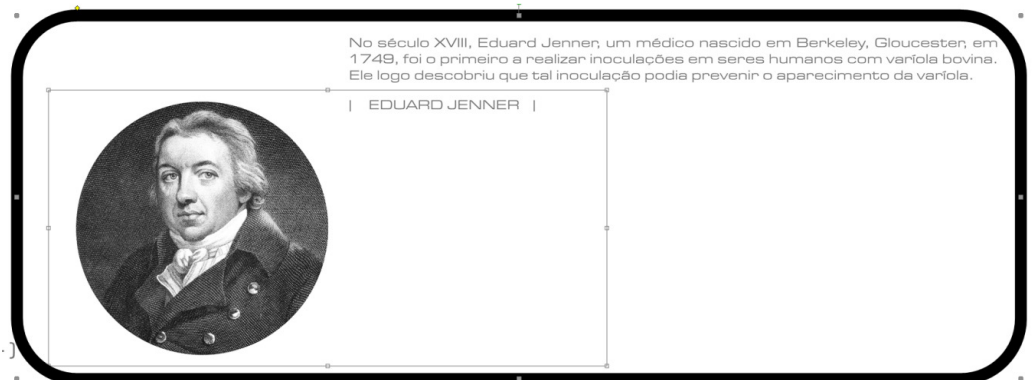 No século XVIII, Eduard Jenner, um médico nascido em Berkeley, Gloucester, em
1749, foi o primeiro a realizar inoculações em seres humanos com varíola bovina.
Ele logo descobriu que tal inoculação podia prevenir o aparecimento da varíola.
| EDUARD JENNER |